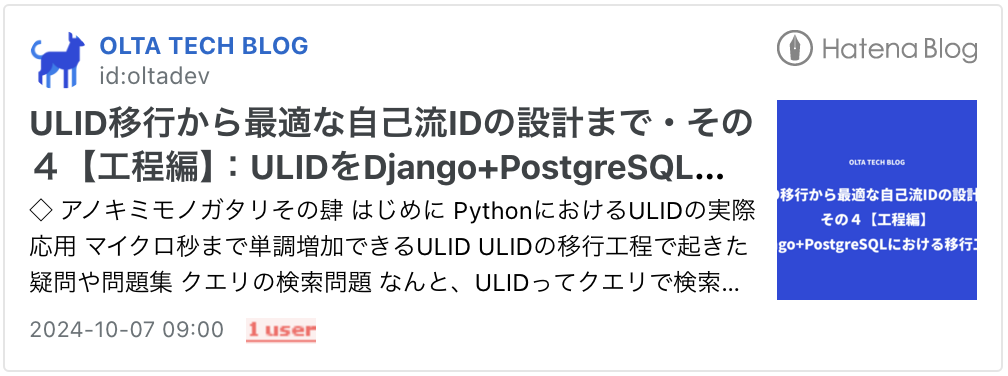 OLTA TECH BLOG
id:oltadev
Hatena Blog
ULID移行から最適な自己流IDの設計まで・その
４【工程編】：ULIDをDjango+PostgreSQL...
◇ アノキミモノガタリその肆 はじめに PythonにおけるULIDの実際
応用 マイクロ秒まで単調増加できるULID ULIDの移行工程で起きた
疑問や問題集 クエリの検索問題 なんと、ULIDってクエリで検索...
2024-10-07 09:00 1 user
OLTA TECH BLOG
移行から最適な自己流IDの設計
その４【工程編】
go+PostgreSQLにおける移行